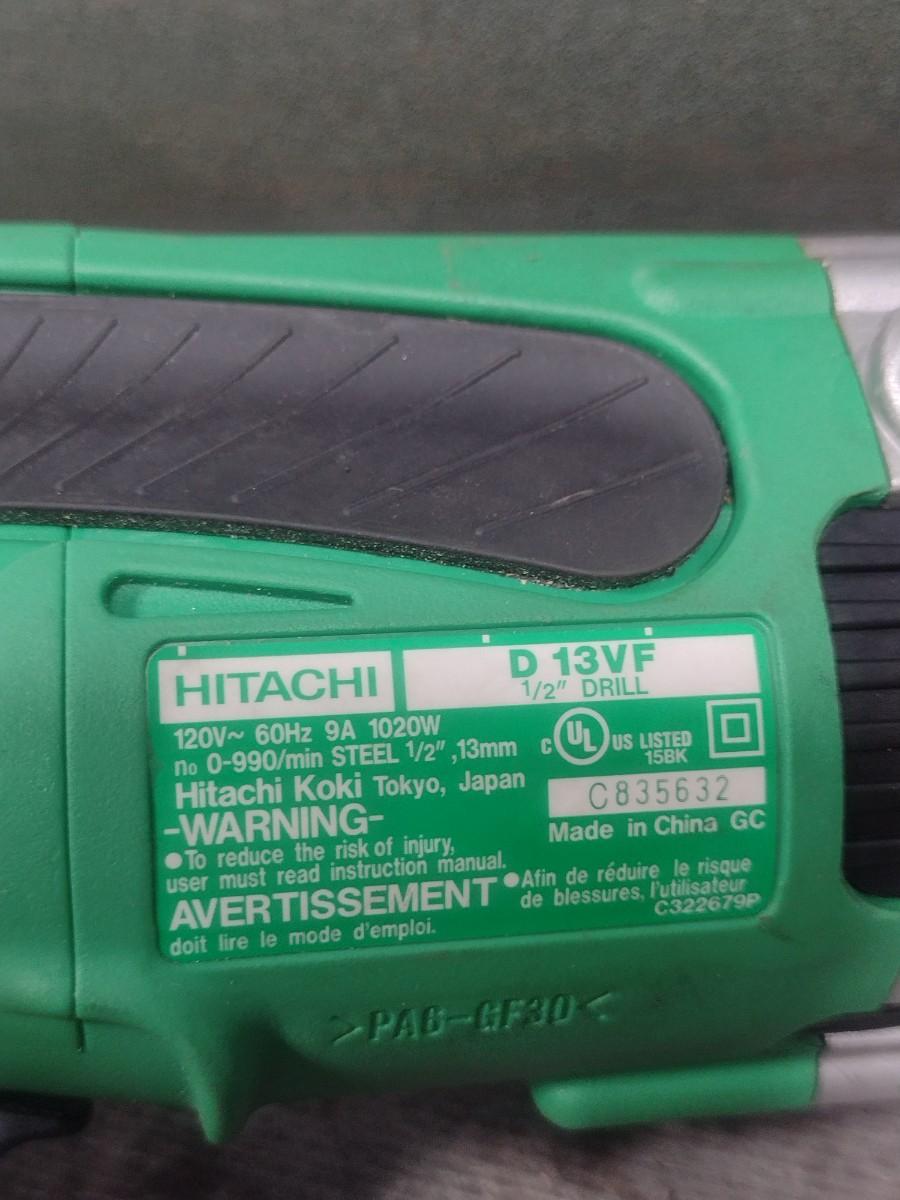 HITACHI
D 13VF
1/2" DRILL
120V~ 60Hz 9A 1020W
no 0-990/min STEEL 1/2",13mm
Hitachi Koki Tokyo, Japan
C UL US LISTED
15BK
C835632
Made in China GC
-WARNING-
●To reduce the risk of injury,
user must read instruction manual.
AVERTISSEMENT ●Afin de réduire le risque
de blessures, l'utilisateur
doit lire le mode d'emploi.
C322679P
>PA6-GF30<